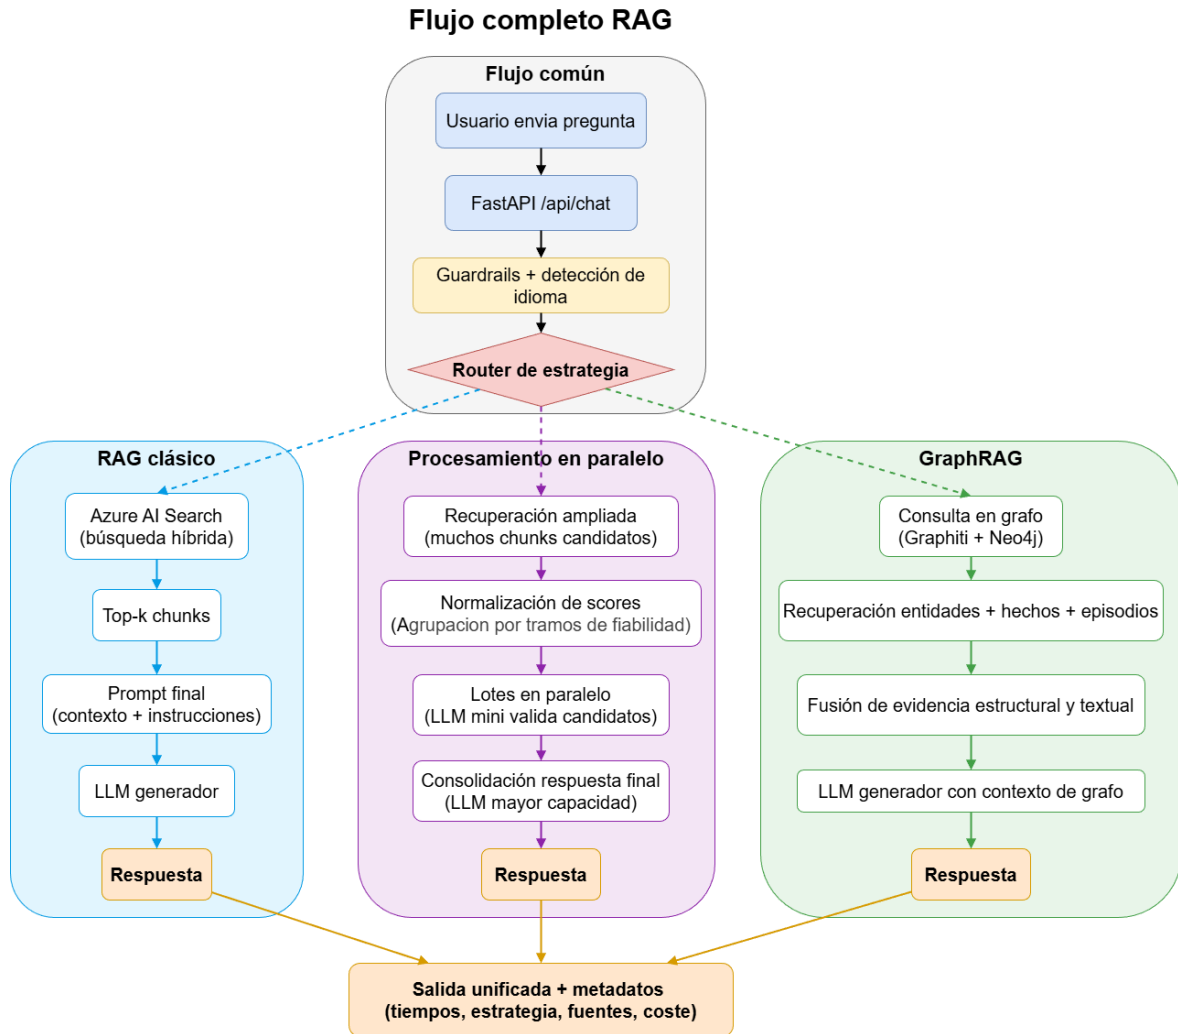 Flujo completo RAG
Flujo común
Usuario envia pregunta
FastAPI /api/chat
Guardrails + detección de
idioma
Router de estrategia
RAG clásico
Azure AI Search
(búsqueda híbrida)
Top-k chunks
Prompt final
(contexto + instrucciones)
LLM generador
Respuesta
Procesamiento en paralelo
Recuperación ampliada
(muchos chunks candidatos)
Normalización de scores
(Agrupacion por tramos de fiabilidad)
Lotes en paralelo
(LLM mini valida candidatos)
Consolidación respuesta final
(LLM mayor capacidad)
Respuesta
GraphRAG
Consulta en grafo
(Graphiti + Neo4j)
Recuperación entidades + hechos + episodios
Fusión de evidencia estructural y textual
LLM generador con contexto de grafo
Respuesta
Salida unificada + metadatos
(tiempos, estrategia, fuentes, coste)